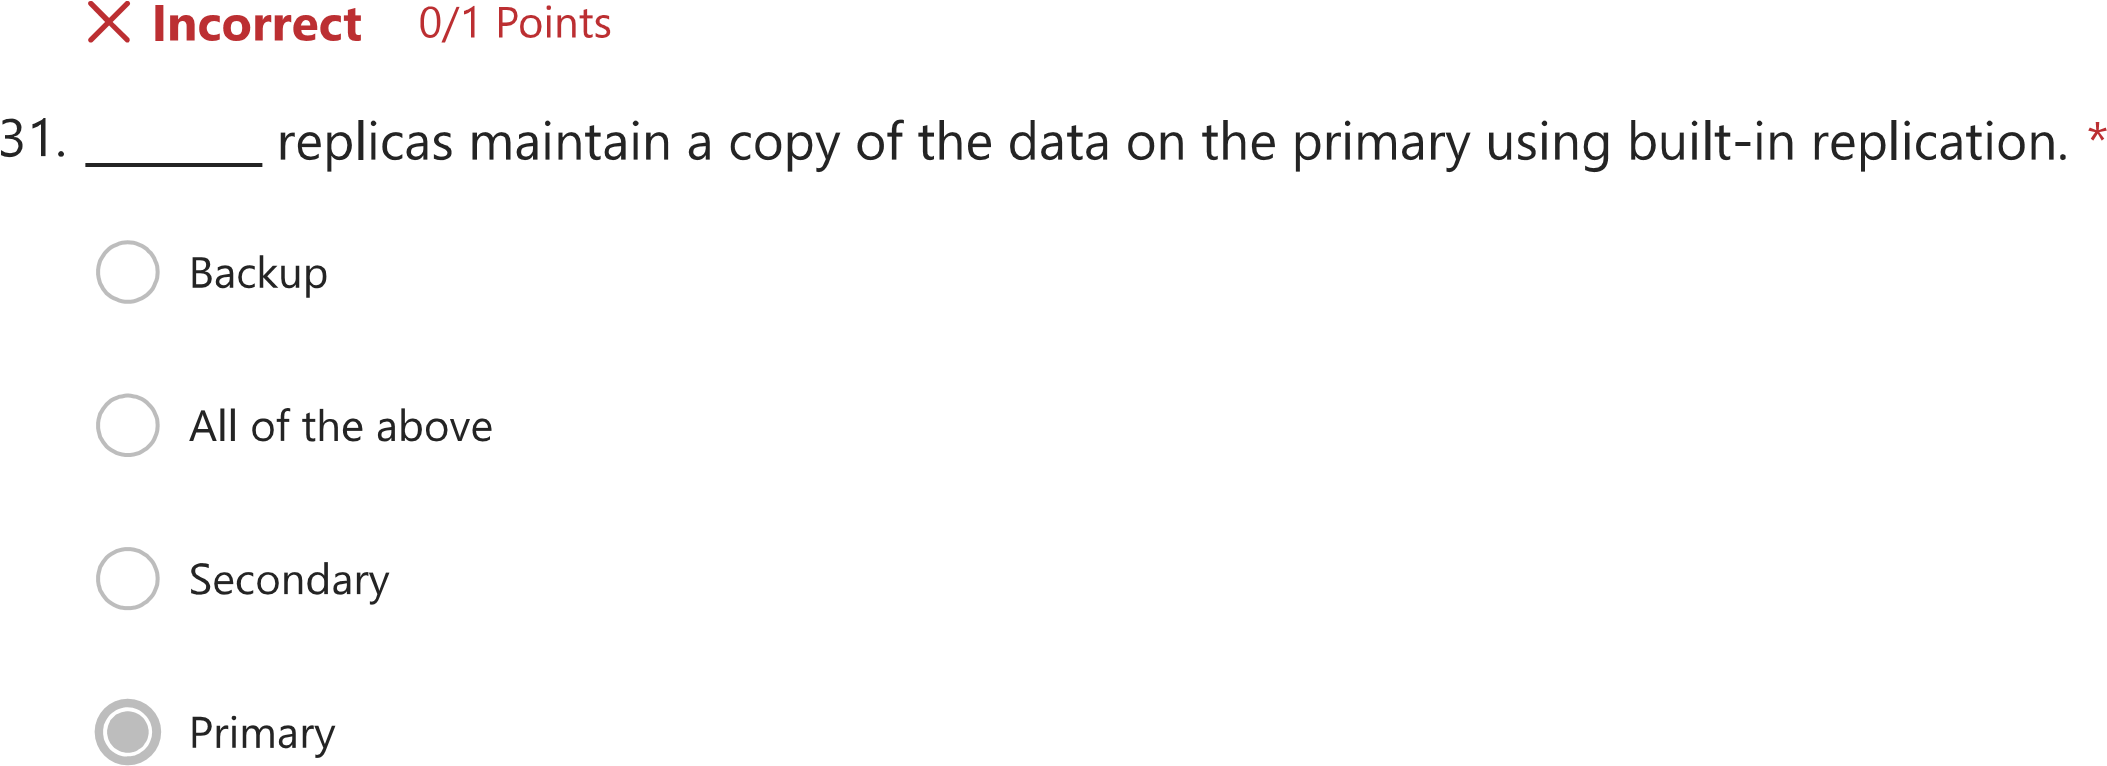 Incorrect 0/1 Points
31. _______ replicas maintain a copy of the data on the primary using built-in replication. *
Backup
All of the above
Secondary
Primary